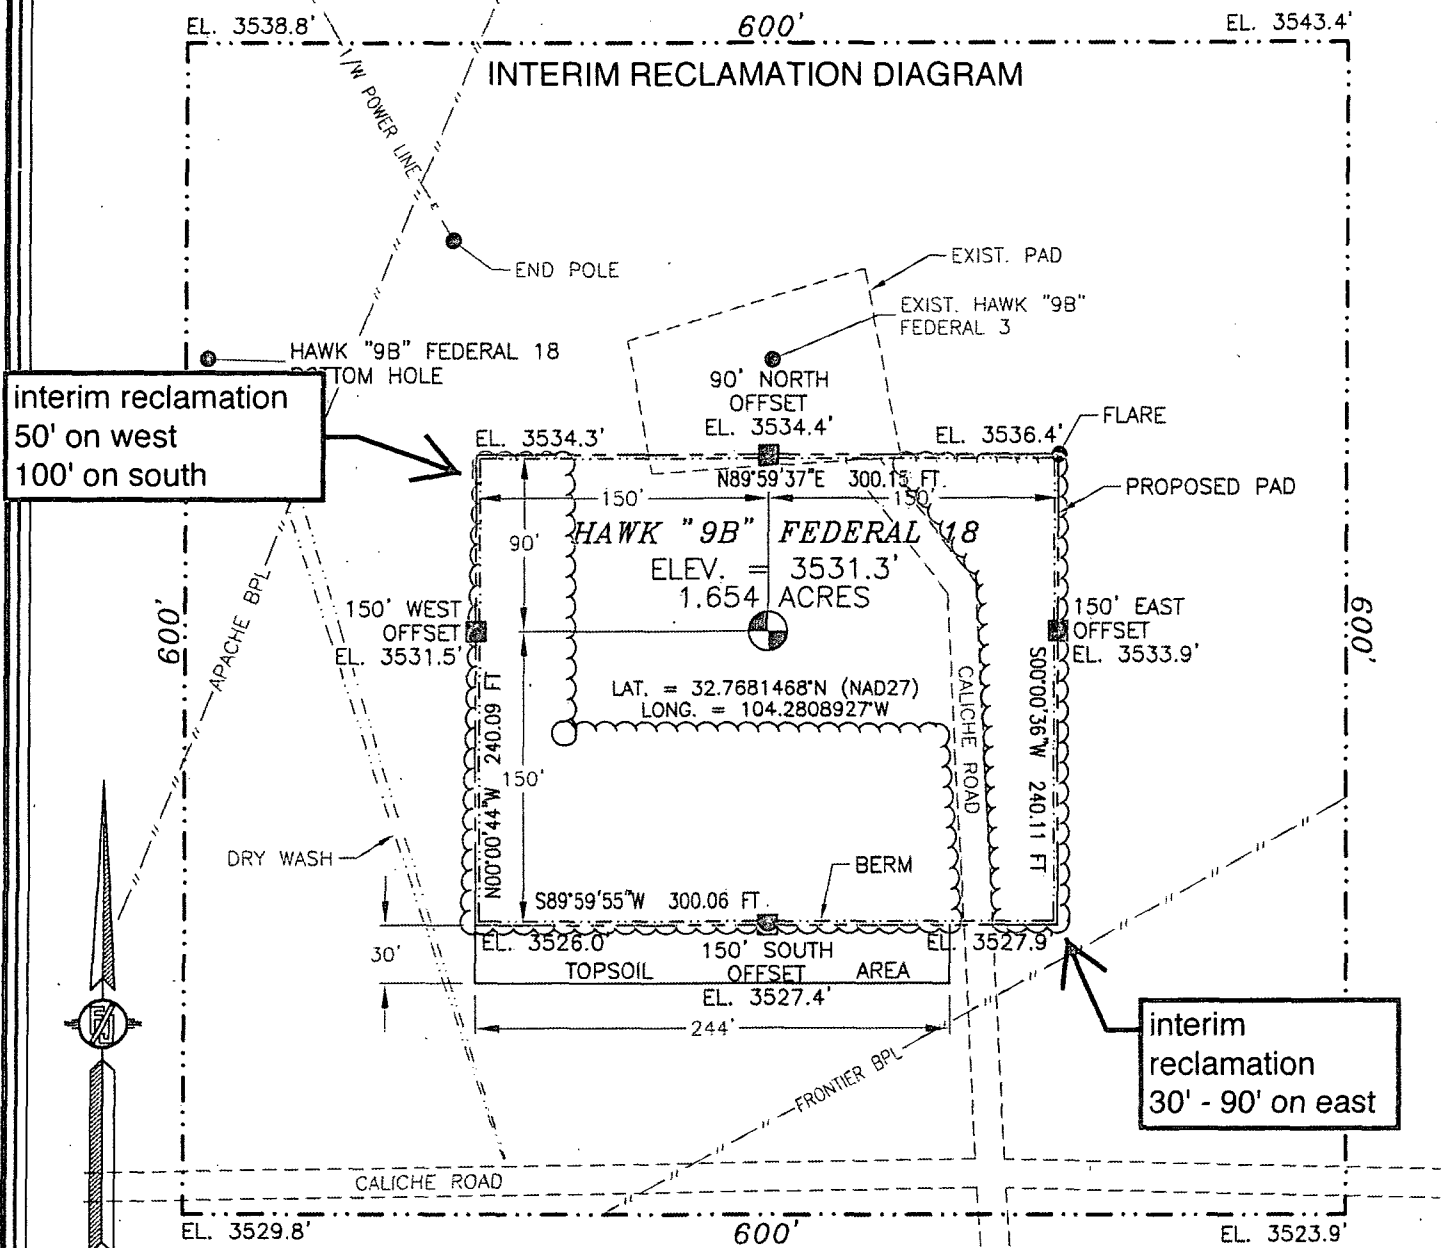 EL. 3538.8'
600'
EL. 3543.4'
INTERIM RECLAMATION DIAGRAM
1/W POWER LINE
END POLE
EXIST. PAD
EXIST. HAWK "9B"
FEDERAL 3
HAWK "9B" FEDERAL 18
BOTTOM HOLE
interim reclamation
50' on west
100' on south
90' NORTH
OFFSET
EL. 3534.4'
EL. 3534.3'
EL. 3536.4'
FLARE
N89°59'37"E 300.15 FT.
150'
150'
PROPOSED PAD
90'
HAWK "9B" FEDERAL 18
ELEV. = 3531.3'
1.654 ACRES
600'
APACHE BPL
150' WEST
OFFSET
EL. 3531.5'
150' EAST
OFFSET
EL. 3533.9'
600'
LAT. = 32.7681468°N (NAD27)
LONG. = 104.2808927°W
N00°00'44"W 240.09 FT
150'
CALICHE ROAD
S00°00'36"W 240.11 FT
DRY WASH
BERM
S89°59'55"W 300.06 FT.
30'
EL. 3526.0'
150' SOUTH
OFFSET
EL. 3527.4'
EL. 3527.9'
TOPSOIL AREA
244'
interim
reclamation
30' - 90' on east
FRONTIER BPL
CALICHE ROAD
EL. 3529.8'
600'
EL. 3523.9'